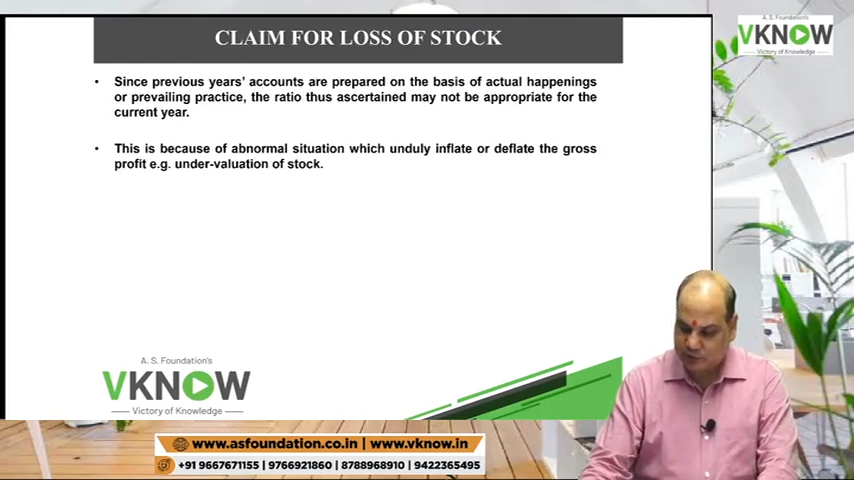 CLAIM FOR LOSS OF STOCK
A. S. Foundation's
VKNOW
Victory of Knowledge
• Since previous years' accounts are prepared on the basis of actual happenings
or prevailing practice, the ratio thus ascertained may not be appropriate for the
current year.
• This is because of abnormal situation which unduly inflate or deflate the gross
profit e.g. under-valuation of stock.
A. S. Foundation's
VKNOW
Victory of Knowledge
www.asfoundation.co.in | www.vknow.in
+91 9667671155 | 9766921860 | 8788968910 | 9422365495